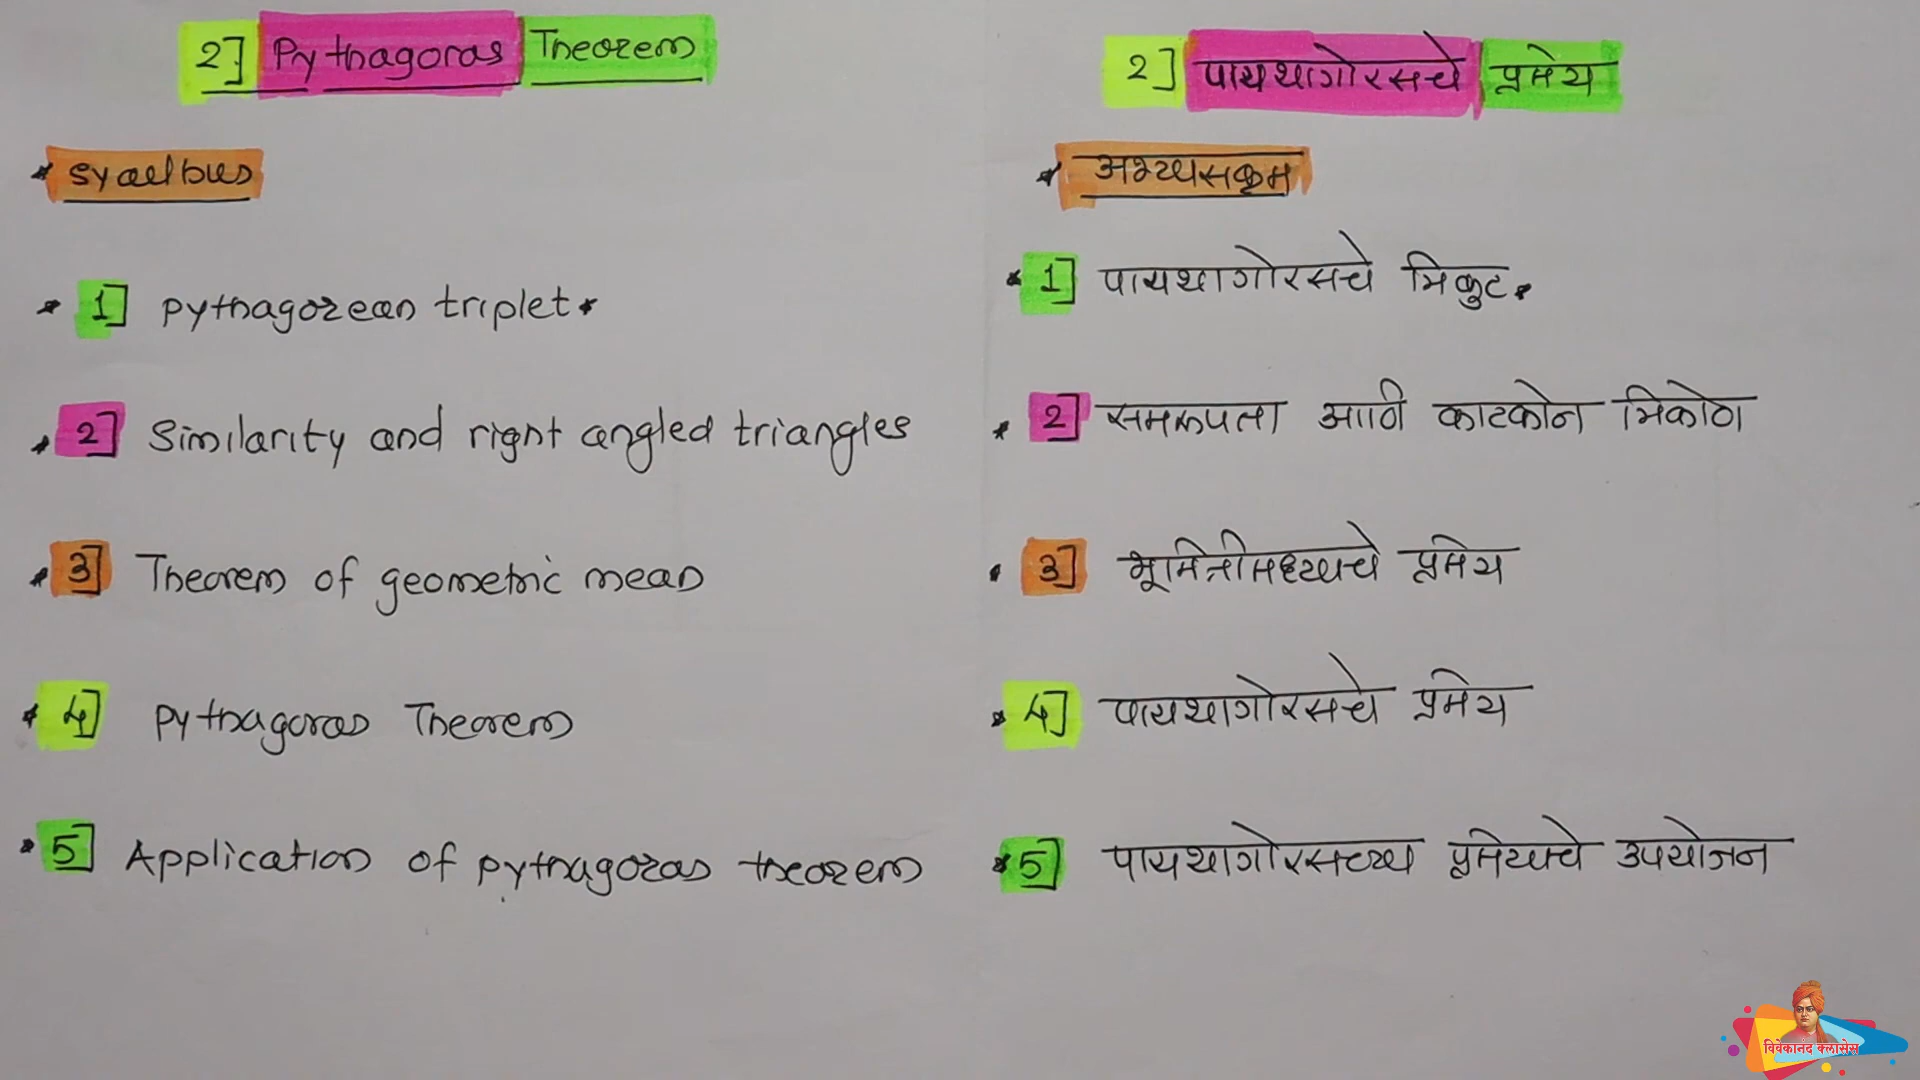 2] Pythagoras Theorem
* syaelbus
* 1] pythagorean triplet*
* 2] Similarity and right angled triangles
* 3] Theorem of geometric mean
* 4] Pythagoras Theorem
* 5] Application of pythagoras theorem
2] पायथागोरसचे प्रमेय
* अभ्यासक्रम
* 1] पायथागोरसचे त्रिकुट.
* 2] समरूपता आणि काटकोन त्रिकोण
* 3] भूमितीमध्याचे प्रमेय
* 4] पायथागोरसचे प्रमेय
* 5] पायथागोरसच्या प्रमेयाचे उपयोजन
विवेकानंद क्लासेस